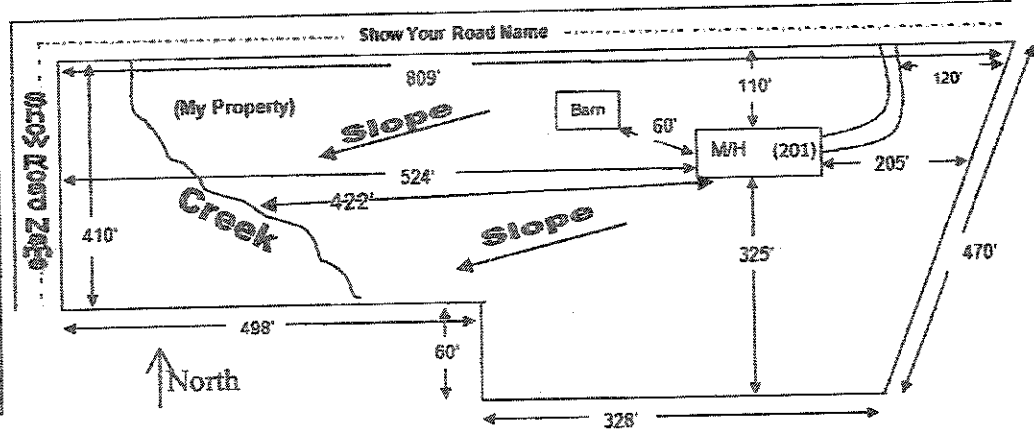 Show Your Road Name
809'
120'
110'
(My Property)
Slope
Barn
60'
M/H (201)
Show Road Name
524'
205'
422'
Creek
410'
Slope
325'
470'
498'
60'
North
328'